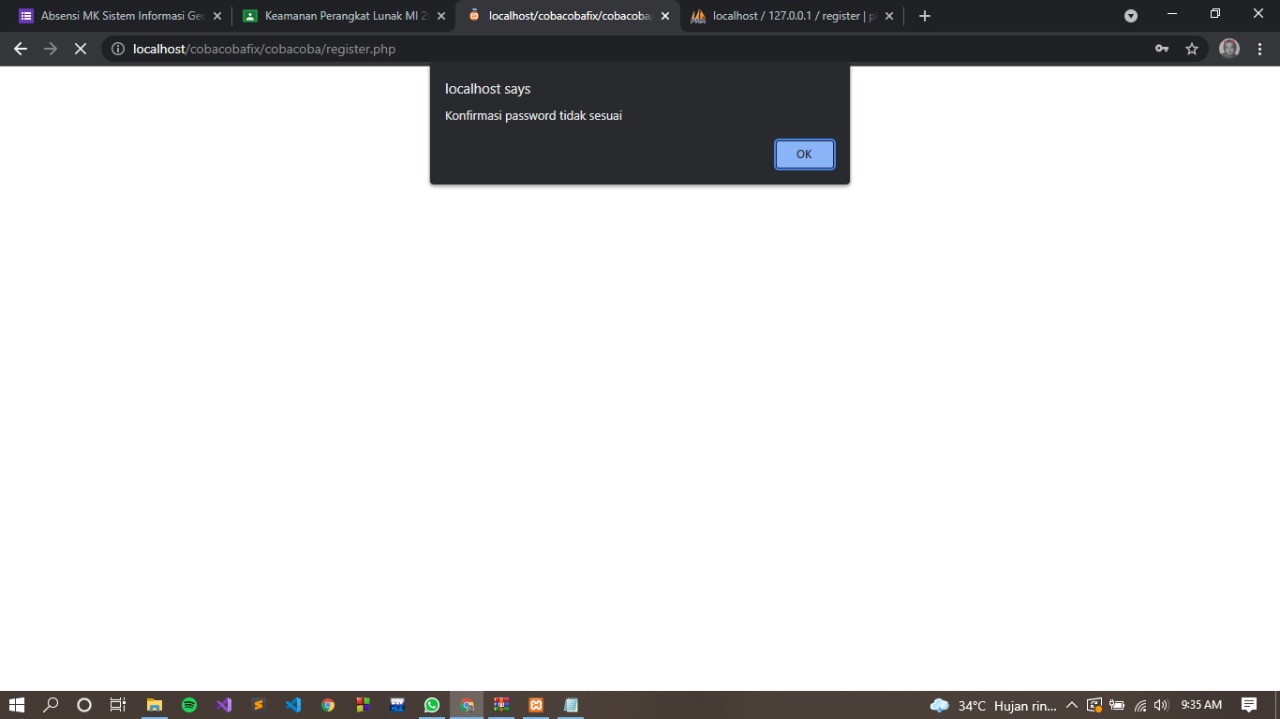 Absensi MK Sistem Informasi Ge
Keamanan Perangkat Lunak MI 2
localhost/cobacobafix/cobacoba
localhost / 127.0.0.1 / register | p
localhost/cobacobafix/cobacoba/register.php
localhost says
Konfirmasi password tidak sesuai
OK
34°C Hujan rin...
9:35 AM